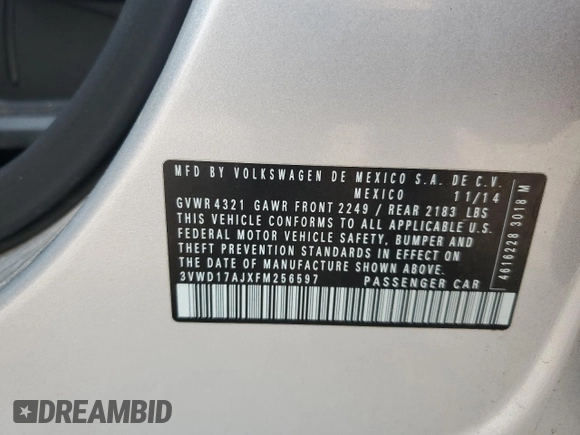 MFD BY VOLKSWAGEN DE MEXICO S.A. DE C.V.
MEXICO 11/14
GVWR 4321 GAWR FRONT 2249 / REAR 2183 LBS
THIS VEHICLE CONFORMS TO ALL APPLICABLE U.S.
FEDERAL MOTOR VEHICLE SAFETY, BUMPER AND
THEFT PREVENTION STANDARDS IN EFFECT ON
THE DATE OF MANUFACTURE SHOWN ABOVE.
3VWD17AJXFM256597 PASSENGER CAR
4616228 3018 M
DREAMBID